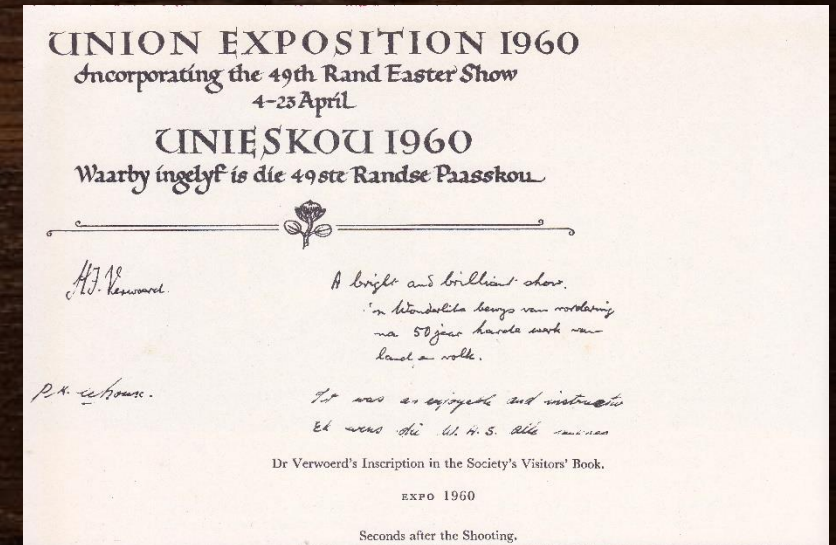 UNION EXPOSITION 1960
Incorporating the 49th Rand Easter Show
4-23 April
UNIESKOU 1960
Waarby ingelyf is die 49ste Randse Paasskou
H.F. Verwoerd.
A bright and brilliant show.
'n Wonderlike bewys van vordering
na 50 jaar harde werk van
land en volk.
P.K.
It was as enjoyable and instructive
Ek wens die W.A.S. alle
Dr Verwoerd's Inscription in the Society's Visitors' Book.
EXPO 1960
Seconds after the Shooting.